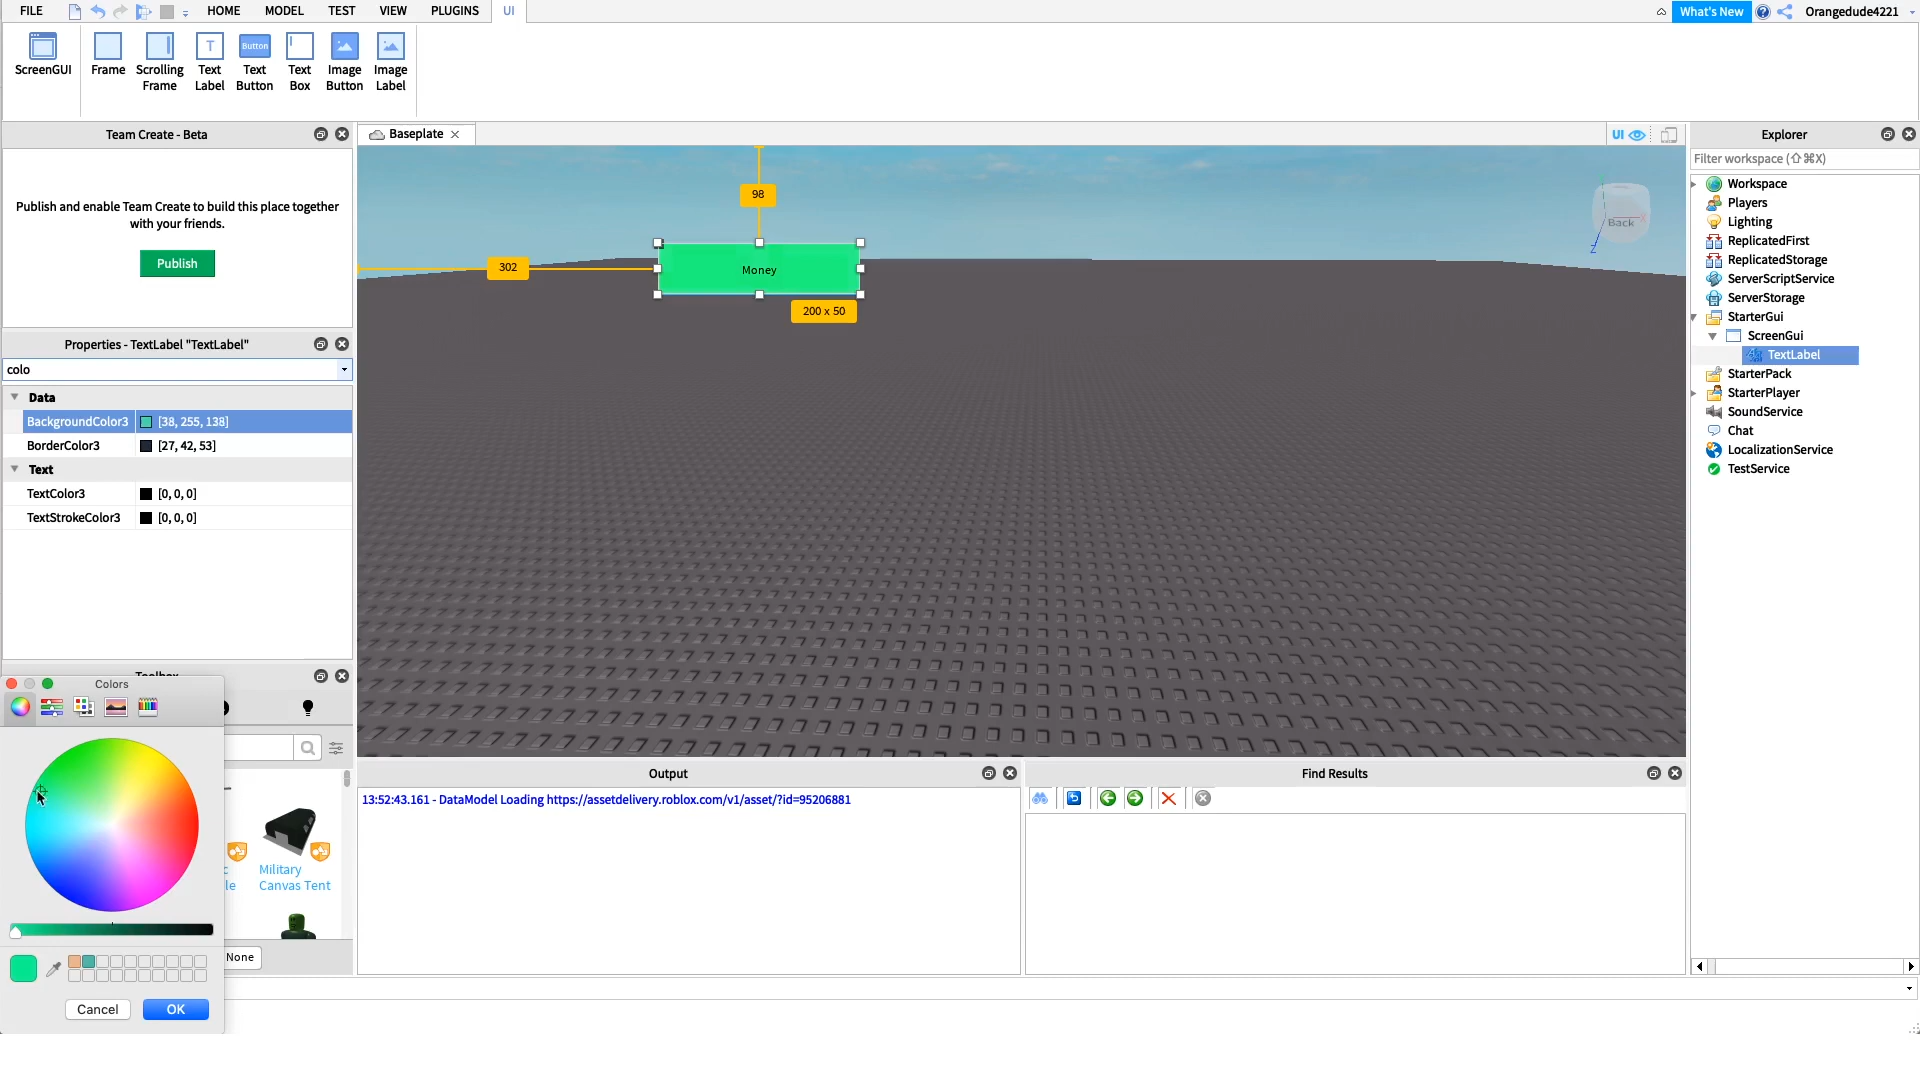 FILE HOME MODEL TEST VIEW PLUGINS UI What's New Orangedude4221
T Button
ScreenGUI Frame Scrolling Frame Text Label Text Button Text Box Image Button Image Label
Team Create - Beta
Baseplate
UI
Explorer
Filter workspace (⇧⌘X)
Publish and enable Team Create to build this place together
with your friends.
Publish
98
302
Money
200 x 50
Back
X
Z
Workspace
Players
Lighting
ReplicatedFirst
ReplicatedStorage
ServerScriptService
ServerStorage
StarterGui
ScreenGui
TextLabel
StarterPack
StarterPlayer
SoundService
Chat
LocalizationService
TestService
Properties - TextLabel "TextLabel"
colo
Data
BackgroundColor3 [38, 255, 138]
BorderColor3 [27, 42, 53]
Text
TextColor3 [0, 0, 0]
TextStrokeColor3 [0, 0, 0]
Colors
Military
Canvas Tent
c
le
None
Cancel OK
Output
13:52:43.161 - DataModel Loading https://assetdelivery.roblox.com/v1/asset/?id=95206881
Find Results